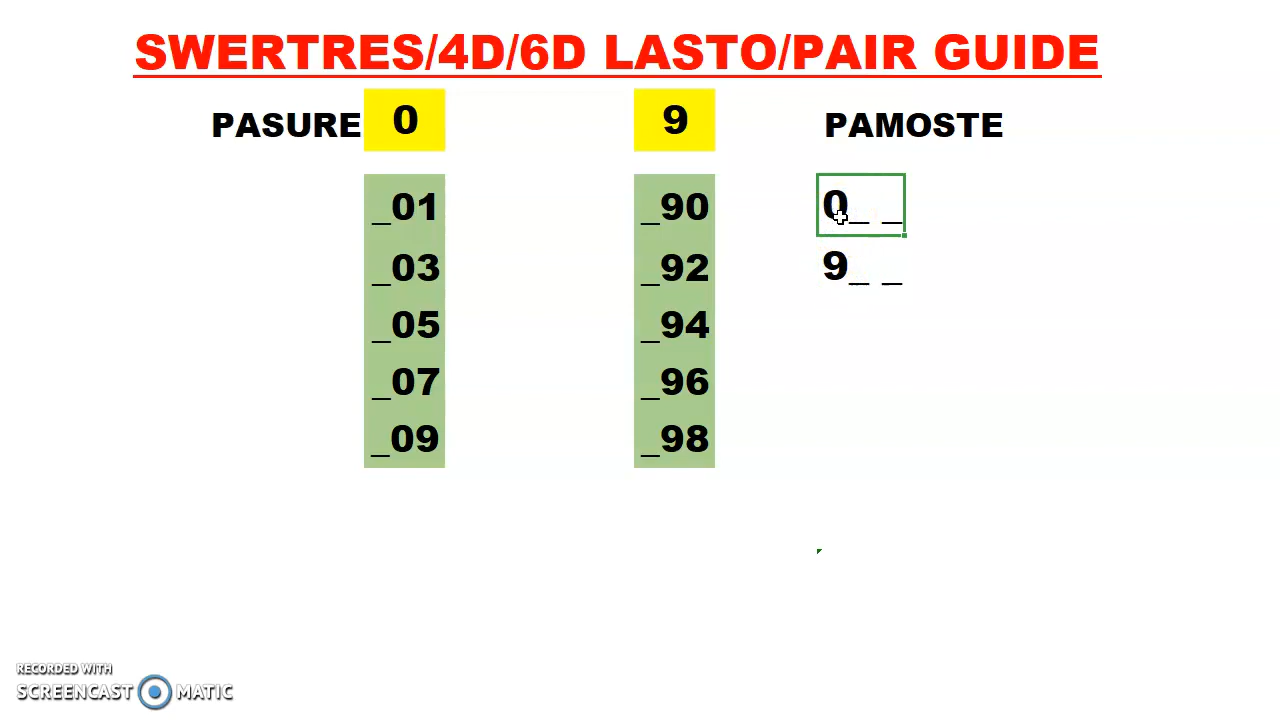 SWERTRES/4D/6D LASTO/PAIR GUIDE
PASURE 0 9 PAMOSTE
_01 _90 0_ _
_03 _92 9_ _
_05 _94
_07 _96
_09 _98
RECORDED WITH
SCREENCAST MATIC